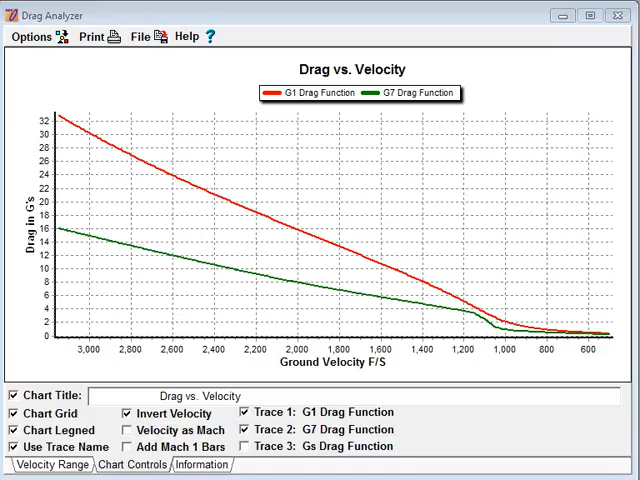 Drag Analyzer
Options Print File Help ?
Drag vs. Velocity
G1 Drag Function G7 Drag Function
32
30
28
26
24
22
20
18
16
14
12
10
8
6
4
2
0
Drag in G's
3,000 2,800 2,600 2,400 2,200 2,000 1,800 1,600 1,400 1,200 1,000 800 600
Ground Velocity F/S
Chart Title: Drag vs. Velocity
Chart Grid Invert Velocity Trace 1: G1 Drag Function
Chart Legned Velocity as Mach Trace 2: G7 Drag Function
Use Trace Name Add Mach 1 Bars Trace 3: Gs Drag Function
Velocity Range Chart Controls Information